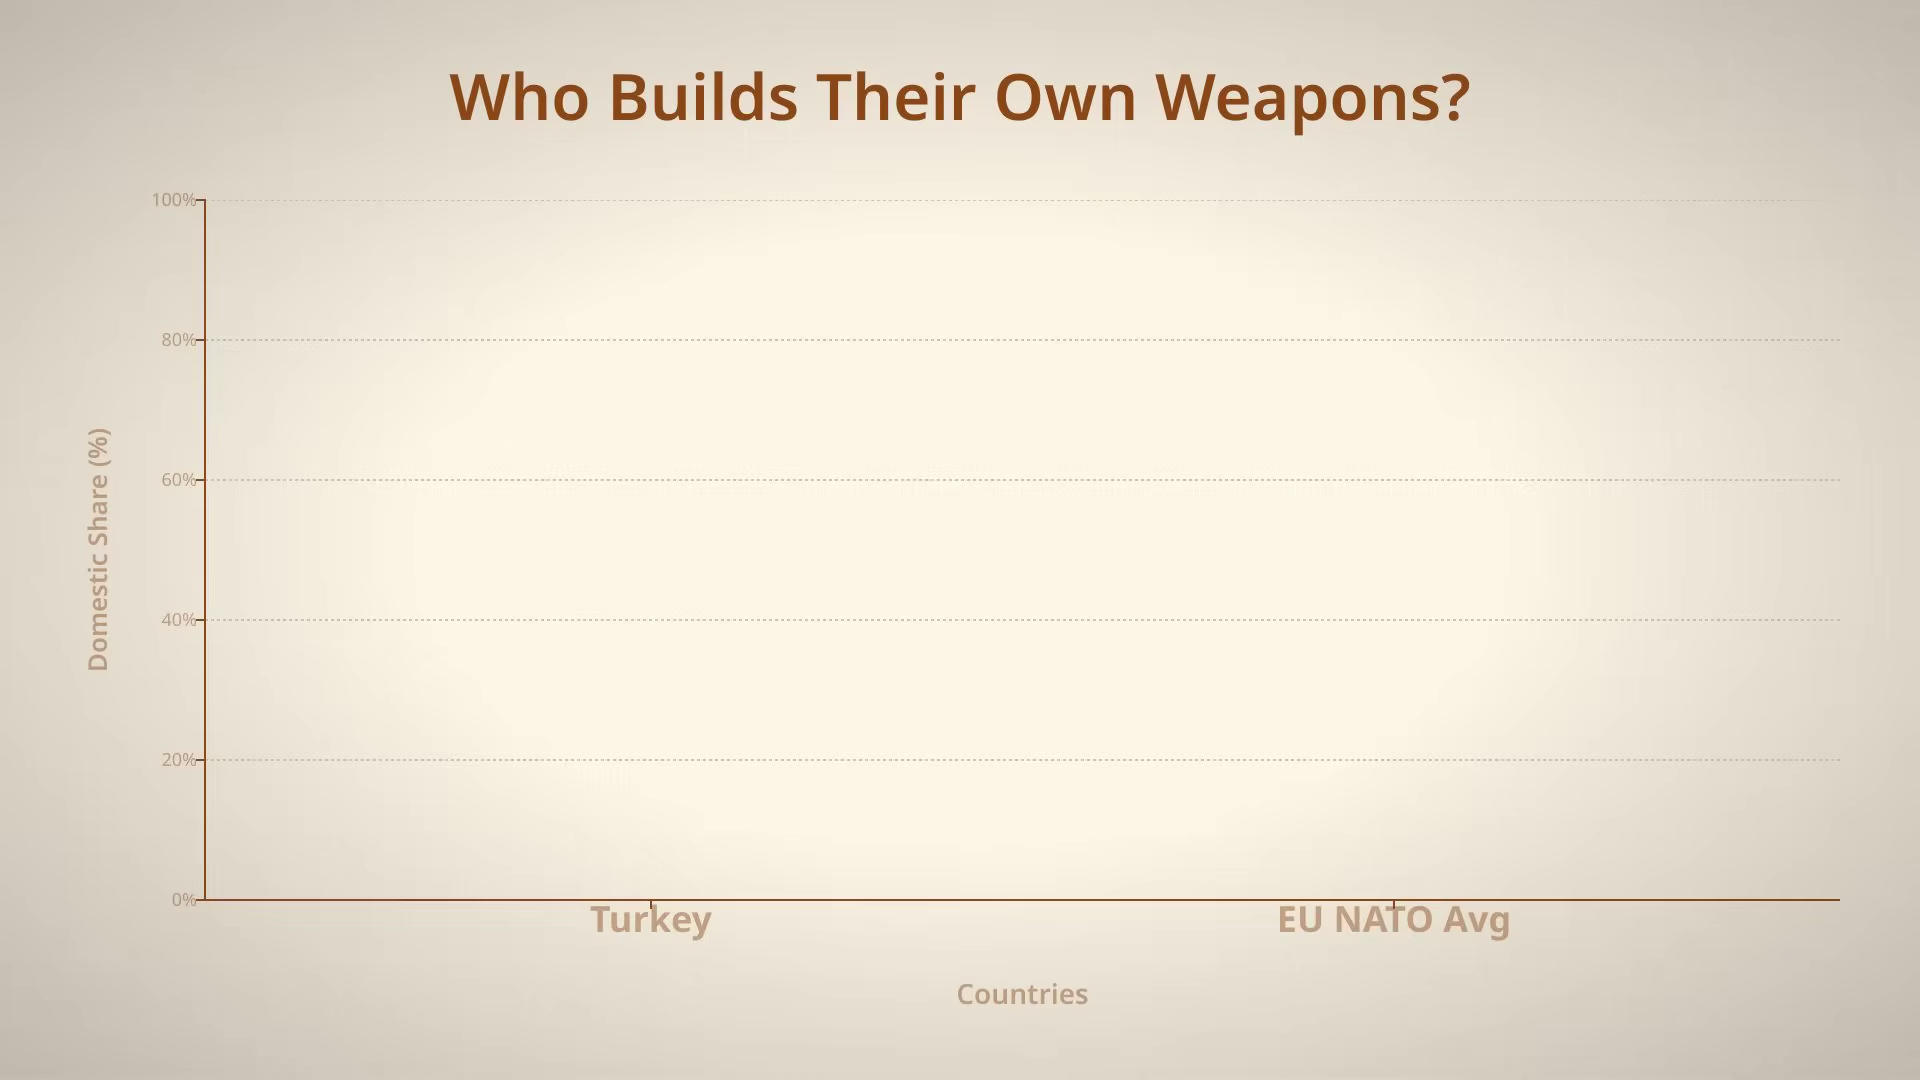 Who Builds Their Own Weapons?
100%
80%
60%
40%
20%
0%
Domestic Share (%)
Turkey
EU NATO Avg
Countries